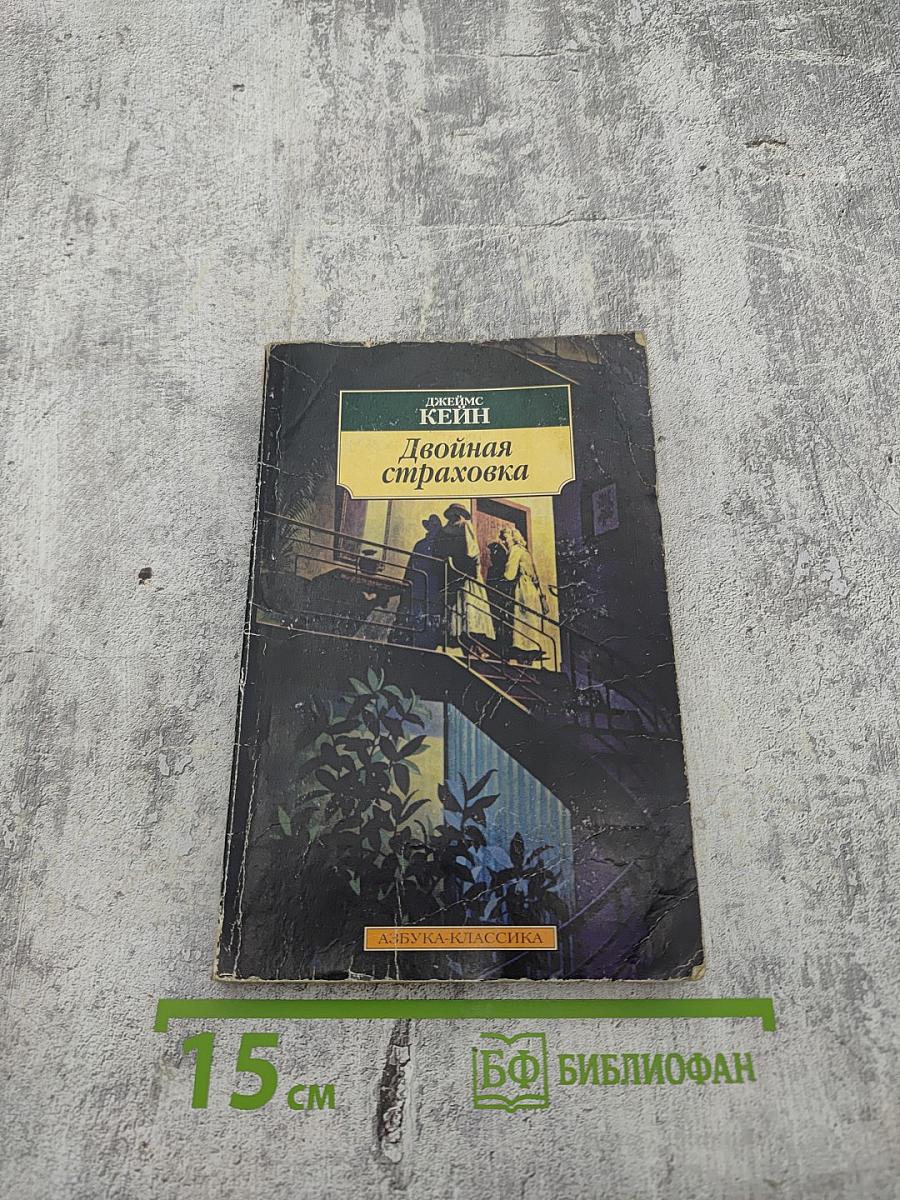 ДЖЕЙМС
КЕЙН
Двойная
страховка
АЗБУКА-КЛАССИКА
15 см
БФ БИБЛИОФАН